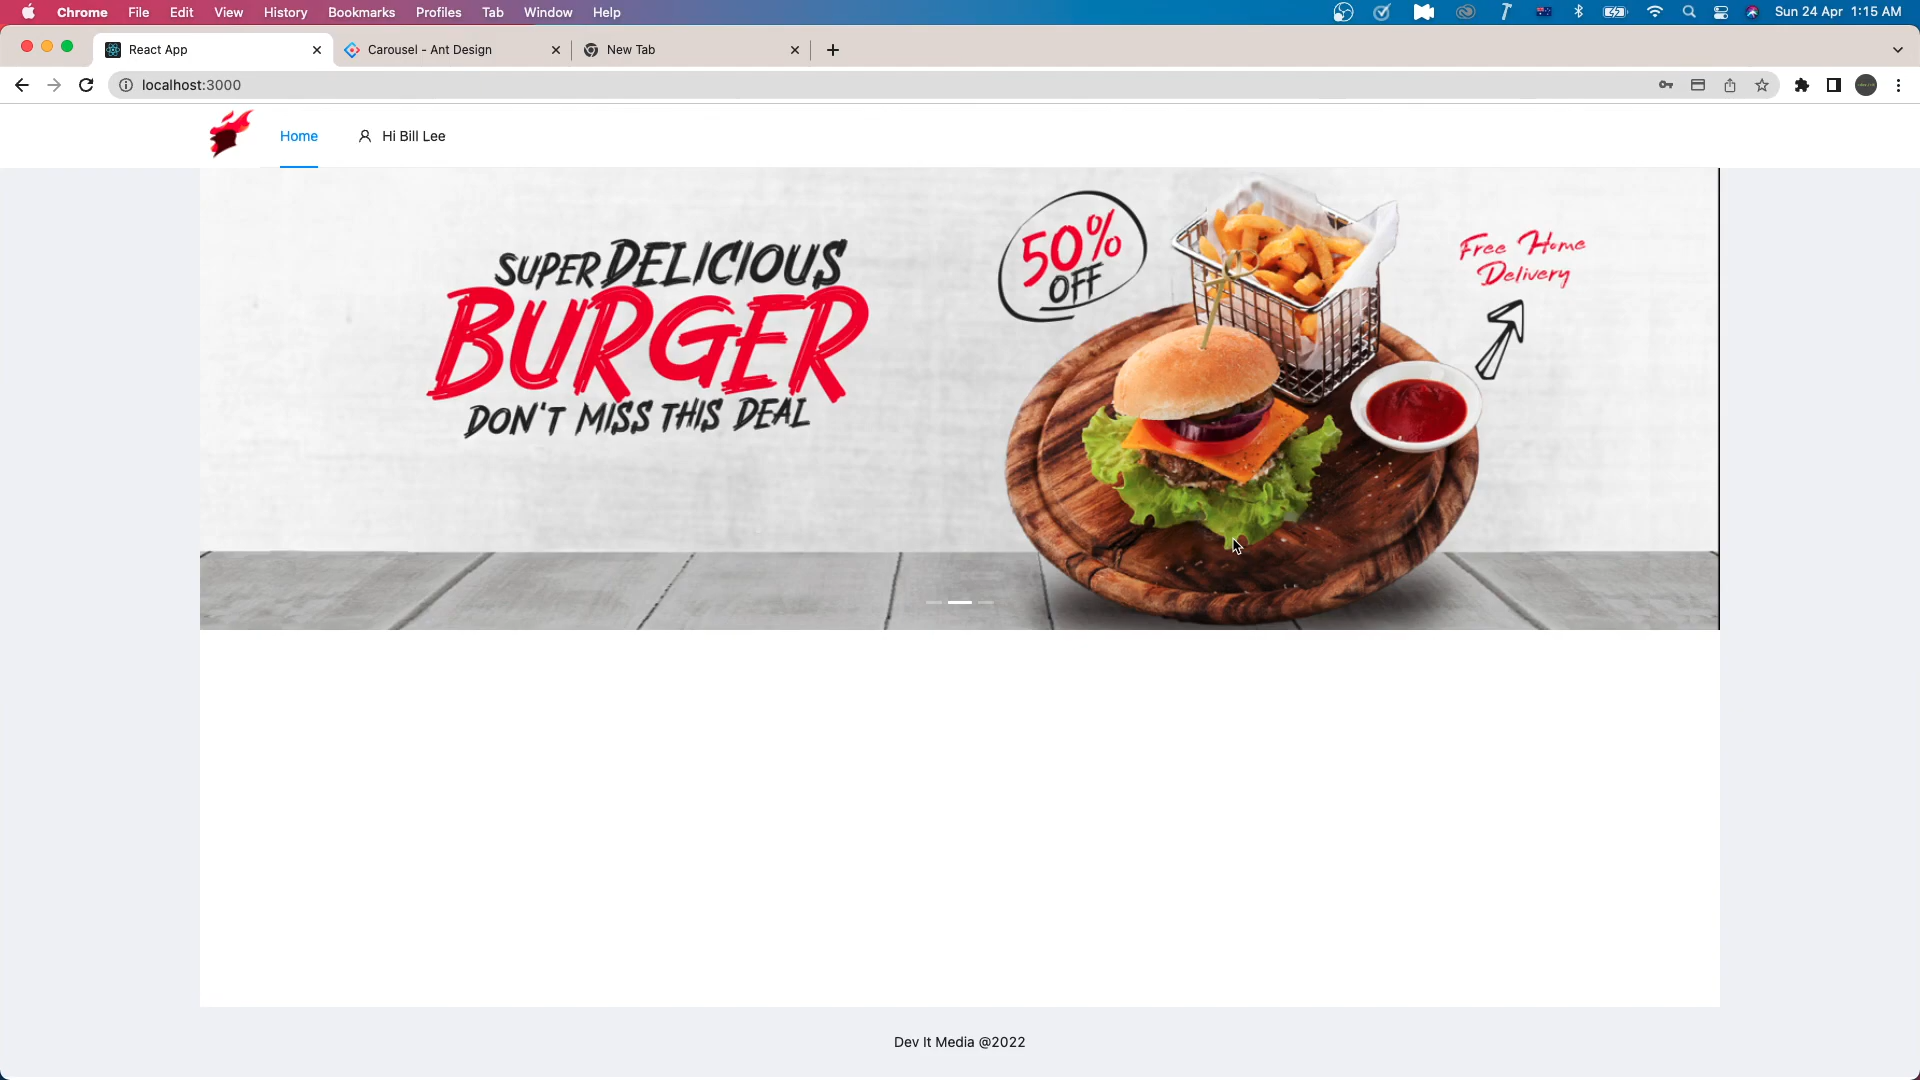 Chrome File Edit View History Bookmarks Profiles Tab Window Help Sun 24 Apr 1:15 AM
React App Carousel - Ant Design New Tab
localhost:3000
Home Hi Bill Lee
SUPER DELICIOUS
BURGER
DON'T MISS THIS DEAL
50%
OFF
Free Home
Delivery
Dev It Media @2022